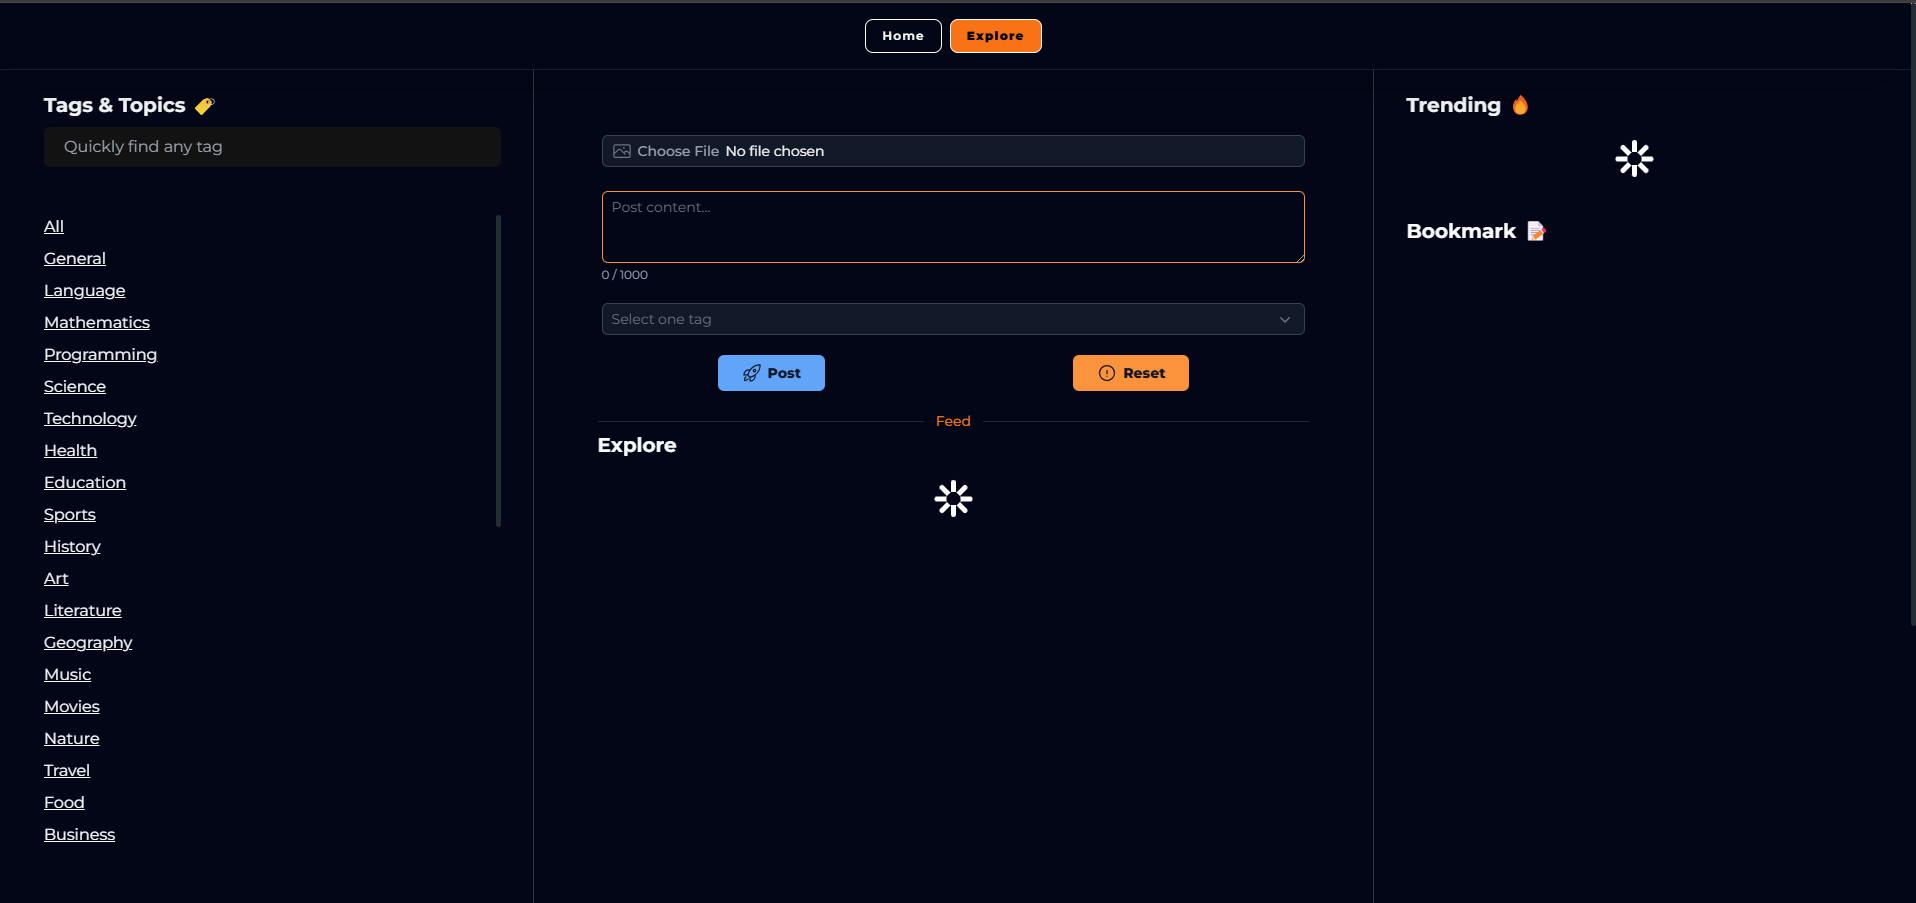 Home
Explore
Tags & Topics
Quickly find any tag
All
General
Language
Mathematics
Programming
Science
Technology
Health
Education
Sports
History
Art
Literature
Geography
Music
Movies
Nature
Travel
Food
Business
Choose File No file chosen
Post content...
0 / 1000
Select one tag
Post
Reset
Feed
Explore
Trending
Bookmark